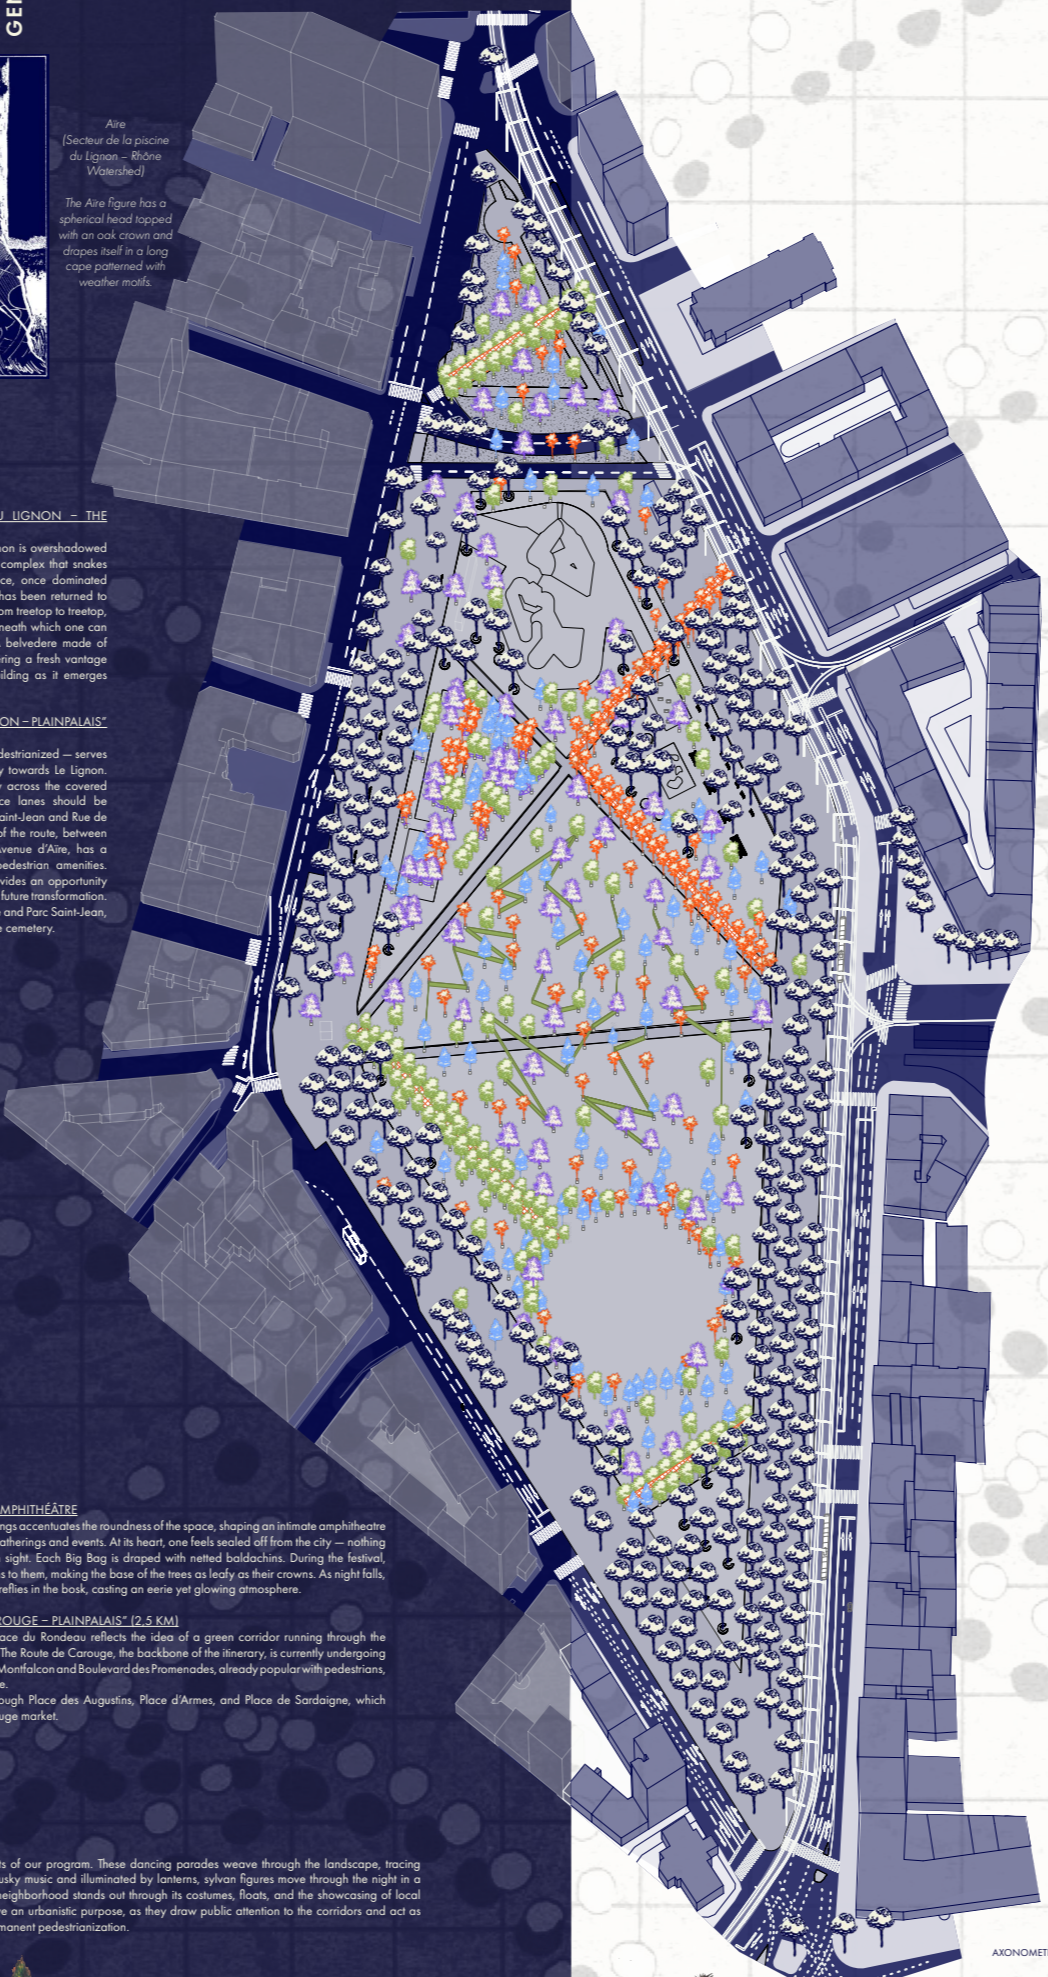 GEN
Aïre
(Secteur de la piscine
du Lignon – Rhône
Watershed)
The Aïre figure has a
spherical head topped
with an oak crown and
drapes itself in a long
cape patterned with
weather motifs.
U LIGNON – THE
on is overshadowed
complex that snakes
ce, once dominated
has been returned to
om treetop to treetop,
neath which one can
belvedere made of
ering a fresh vantage
uilding as it emerges
ON – PLAINPALAIS”
destrianized — serves
y towards Le Lignon.
across the covered
ce lanes should be
aint-Jean and Rue de
of the route, between
venue d’Aïre, has a
pedestrian amenities.
vides an opportunity
future transformation.
e and Parc Saint-Jean,
e cemetery.
MPHITHÉÂTRE
ngs accentuates the roundness of the space, shaping an intimate amphitheatre
atherings and events. At its heart, one feels sealed off from the city — nothing
sight. Each Big Bag is draped with netted baldachins. During the festival,
s to them, making the base of the trees as leafy as their crowns. As night falls,
reflies in the bosk, casting an eerie yet glowing atmosphere.
ROUGE – PLAINPALAIS” (2,5 KM)
ace du Rondeau reflects the idea of a green corridor running through the
The Route de Carouge, the backbone of the itinerary, is currently undergoing
Montfalcon and Boulevard des Promenades, already popular with pedestrians,
e.
ough Place des Augustins, Place d’Armes, and Place de Sardaigne, which
uge market.
ts of our program. These dancing parades weave through the landscape, tracing
usky music and illuminated by lanterns, sylvan figures move through the night in a
neighborhood stands out through its costumes, floats, and the showcasing of local
ve an urbanistic purpose, as they draw public attention to the corridors and act as
manent pedestrianization.
AXONOMET